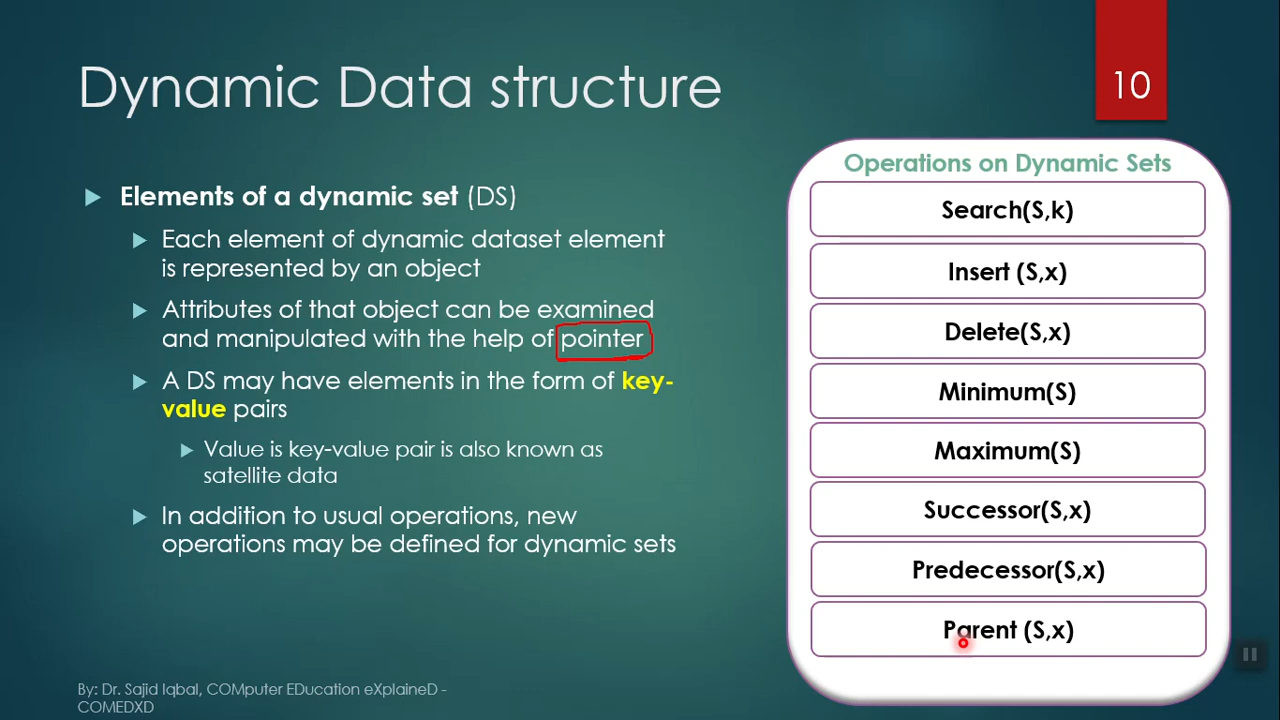 Dynamic Data structure
10
Elements of a dynamic set (DS)
Each element of dynamic dataset element
is represented by an object
Attributes of that object can be examined
and manipulated with the help of pointer
A DS may have elements in the form of key-
value pairs
Value is key-value pair is also known as
satellite data
In addition to usual operations, new
operations may be defined for dynamic sets
Operations on Dynamic Sets
Search(S,k)
Insert (S,x)
Delete(S,x)
Minimum(S)
Maximum(S)
Successor(S,x)
Predecessor(S,x)
Parent (S,x)
By: Dr. Sajid Iqbal, COMputer EDucation eXplaineD -
COMEDXD